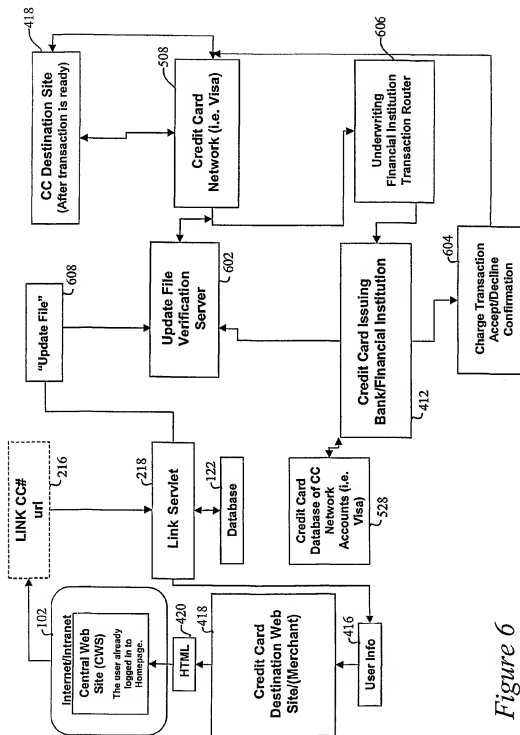 CC Destination Site
(After transaction is ready)
418
Credit Card
Network (i.e. Visa)
508
Underwriting
Financial Institution
Transaction Router
606
"Update File"
608
Update File
Verification
Server
602
Credit Card Issuing
Bank/Financial Institution
412
Charge Transaction
Accept/Decline
Confirmation
604
LINK CC#
url
216
Link Servlet
218
Database
122
Credit Card
Database of CC
Network
Accounts (i.e.
Visa)
528
Internet/Intranet
102
Central Web
Site (CWS)
The user already
logged in to
Homepage.
HTML
420
Credit Card
Destination Web
Site/(Merchant)
418
User Info
416
Figure 6